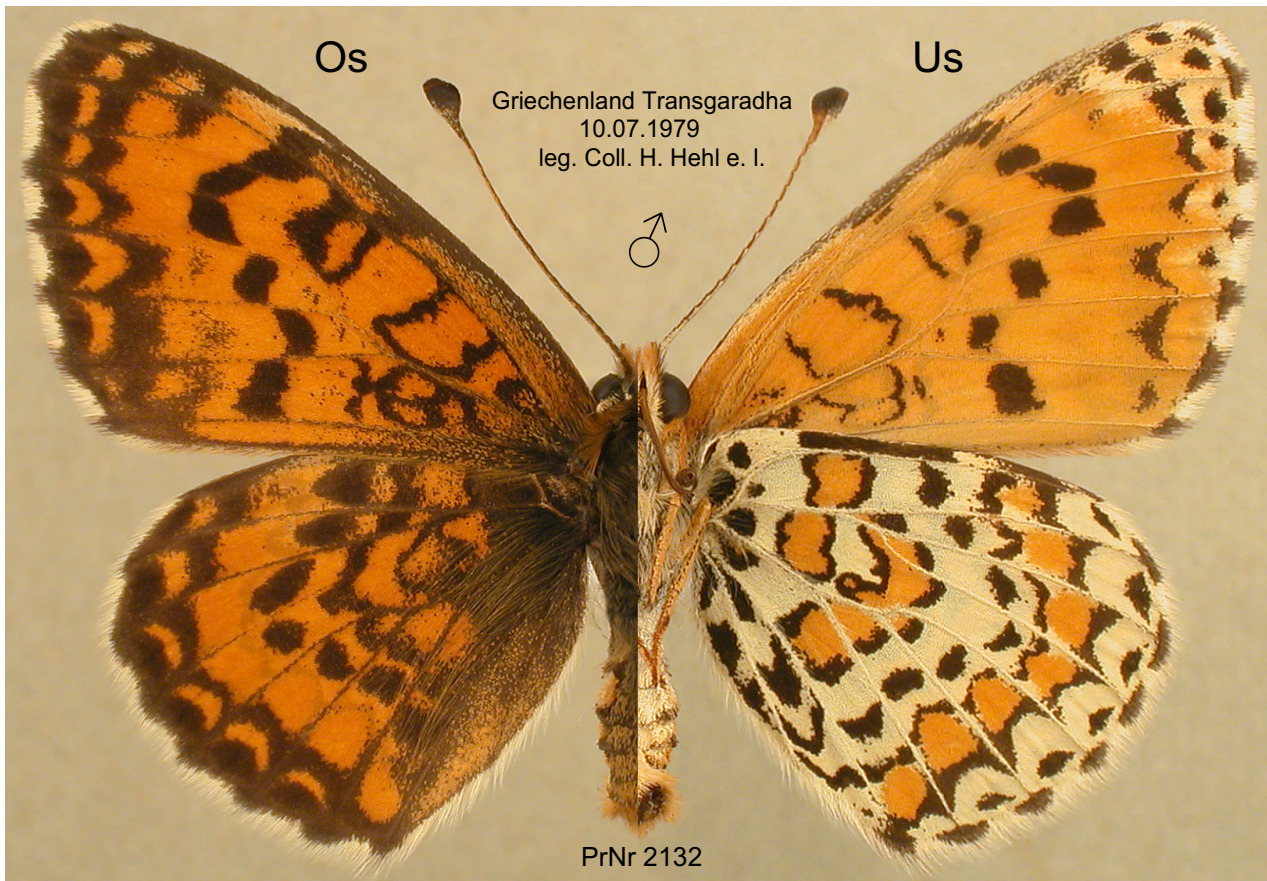 Os
Us
Griechenland Transgaradha
10.07.1979
leg. Coll. H. Hehl e. l.
♂
PrNr 2132